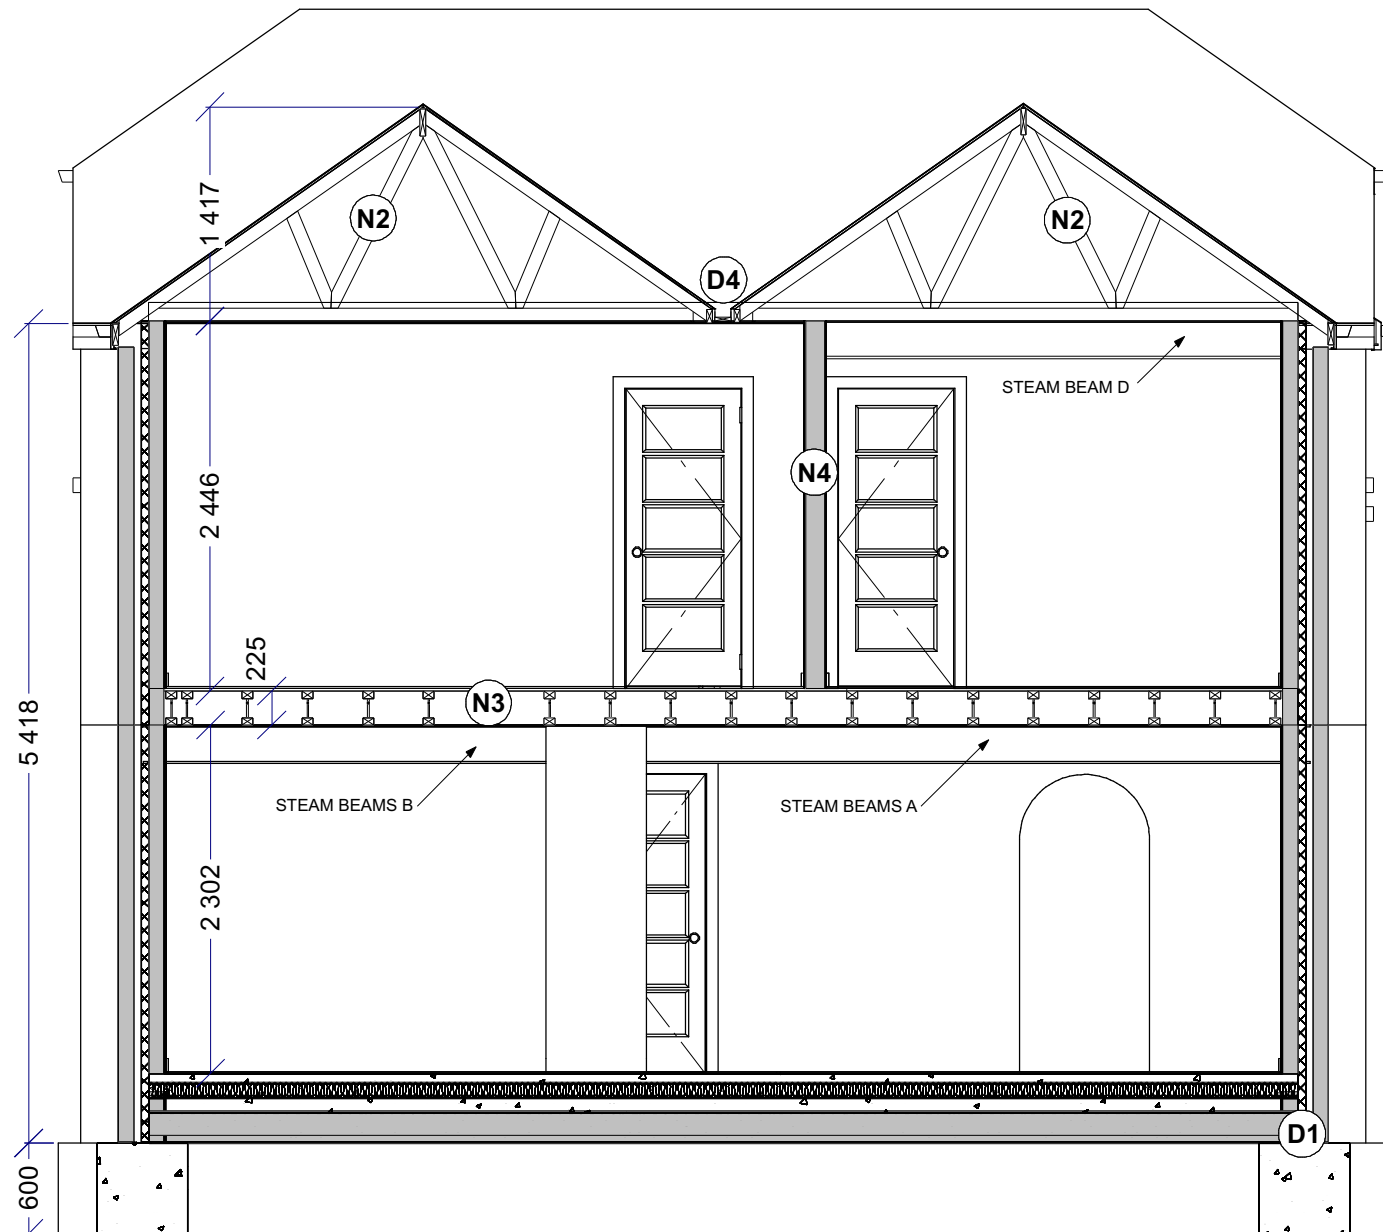 1 417
N2
N2
D4
STEAM BEAM D
N4
2 446
225
N3
5 418
STEAM BEAMS B
STEAM BEAMS A
2 302
D1
600